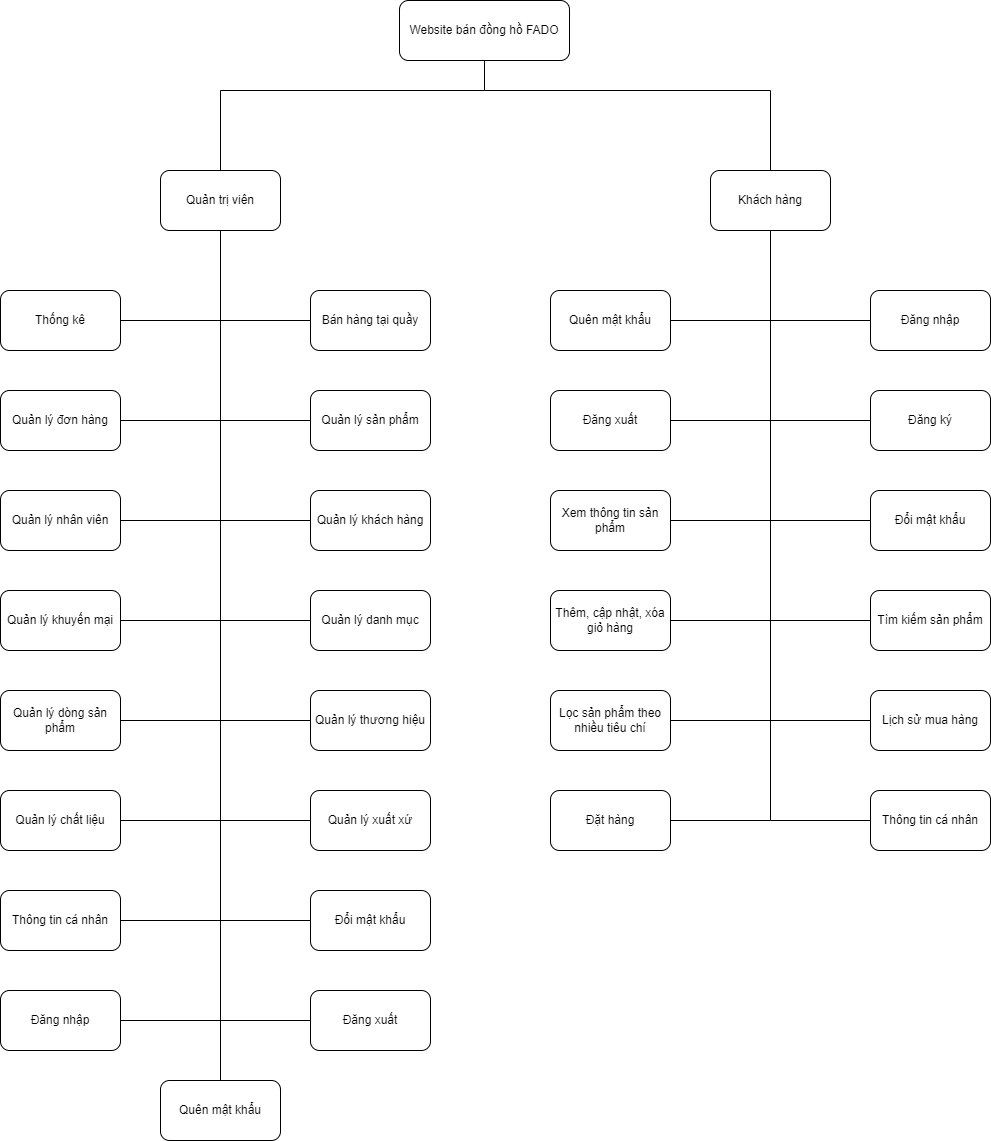 Website bán đồng hồ FADO
Quản trị viên
Khách hàng
Thống kê
Bán hàng tại quầy
Quên mật khẩu
Đăng nhập
Quản lý đơn hàng
Quản lý sản phẩm
Đăng xuất
Đăng ký
Quản lý nhân viên
Quản lý khách hàng
Xem thông tin sản
phẩm
Đổi mật khẩu
Quản lý khuyến mại
Quản lý danh mục
Thêm, cập nhật, xóa
giỏ hàng
Tìm kiếm sản phẩm
Quản lý dòng sản
phẩm
Quản lý thương hiệu
Lọc sản phẩm theo
nhiều tiêu chí
Lịch sử mua hàng
Quản lý chất liệu
Quản lý xuất xứ
Đặt hàng
Thông tin cá nhân
Thông tin cá nhân
Đổi mật khẩu
Đăng nhập
Đăng xuất
Quên mật khẩu